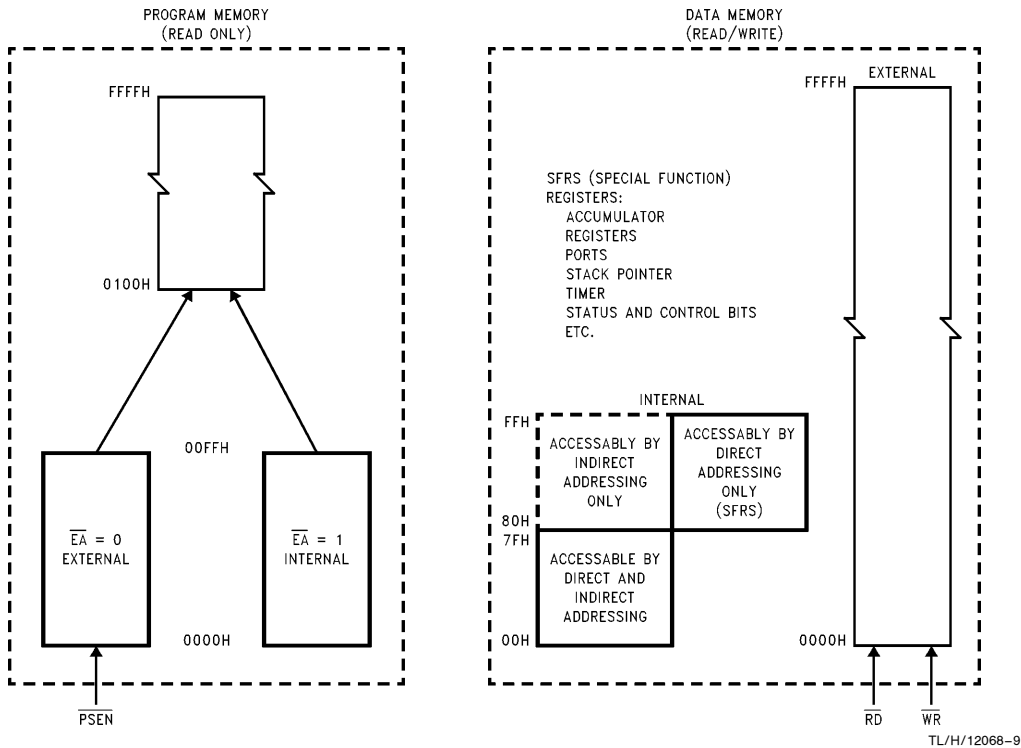 PROGRAM MEMORY
(READ ONLY)
FFFFH
0100H
00FFH
EA = 0
EXTERNAL
EA = 1
INTERNAL
0000H
PSEN
DATA MEMORY
(READ/WRITE)
EXTERNAL
FFFFH
SFRS (SPECIAL FUNCTION)
REGISTERS:
ACCUMULATOR
REGISTERS
PORTS
STACK POINTER
TIMER
STATUS AND CONTROL BITS
ETC.
INTERNAL
FFH
ACCESSABLY BY
INDIRECT
ADDRESSING
ONLY
ACCESSABLY BY
DIRECT
ADDRESSING
ONLY
(SFRS)
80H
7FH
ACCESSABLE BY
DIRECT AND
INDIRECT
ADDRESSING
00H
0000H
RD
WR
TL/H/12068–9